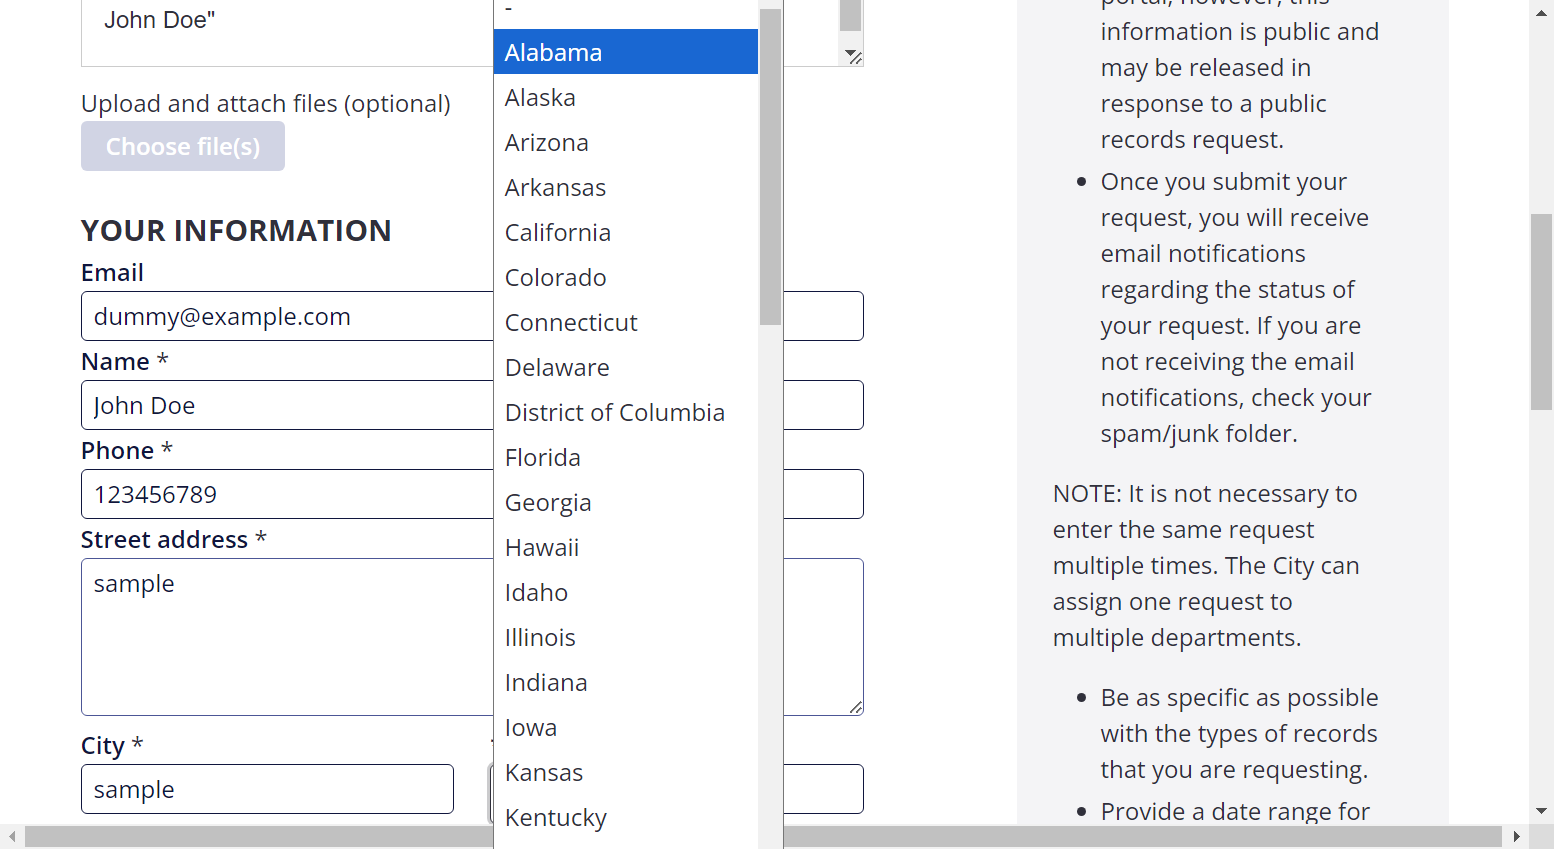 John Doe"
Upload and attach files (optional)
Choose file(s)
YOUR INFORMATION
Email
dummy@example.com
Name *
John Doe
Phone *
123456789
Street address *
sample
City *
sample
-
Alabama
Alaska
Arizona
Arkansas
California
Colorado
Connecticut
Delaware
District of Columbia
Florida
Georgia
Hawaii
Idaho
Illinois
Indiana
Iowa
Kansas
Kentucky
portal, however, this
information is public and
may be released in
response to a public
records request.
Once you submit your
request, you will receive
email notifications
regarding the status of
your request. If you are
not receiving the email
notifications, check your
spam/junk folder.
NOTE: It is not necessary to
enter the same request
multiple times. The City can
assign one request to
multiple departments.
Be as specific as possible
with the types of records
that you are requesting.
Provide a date range for